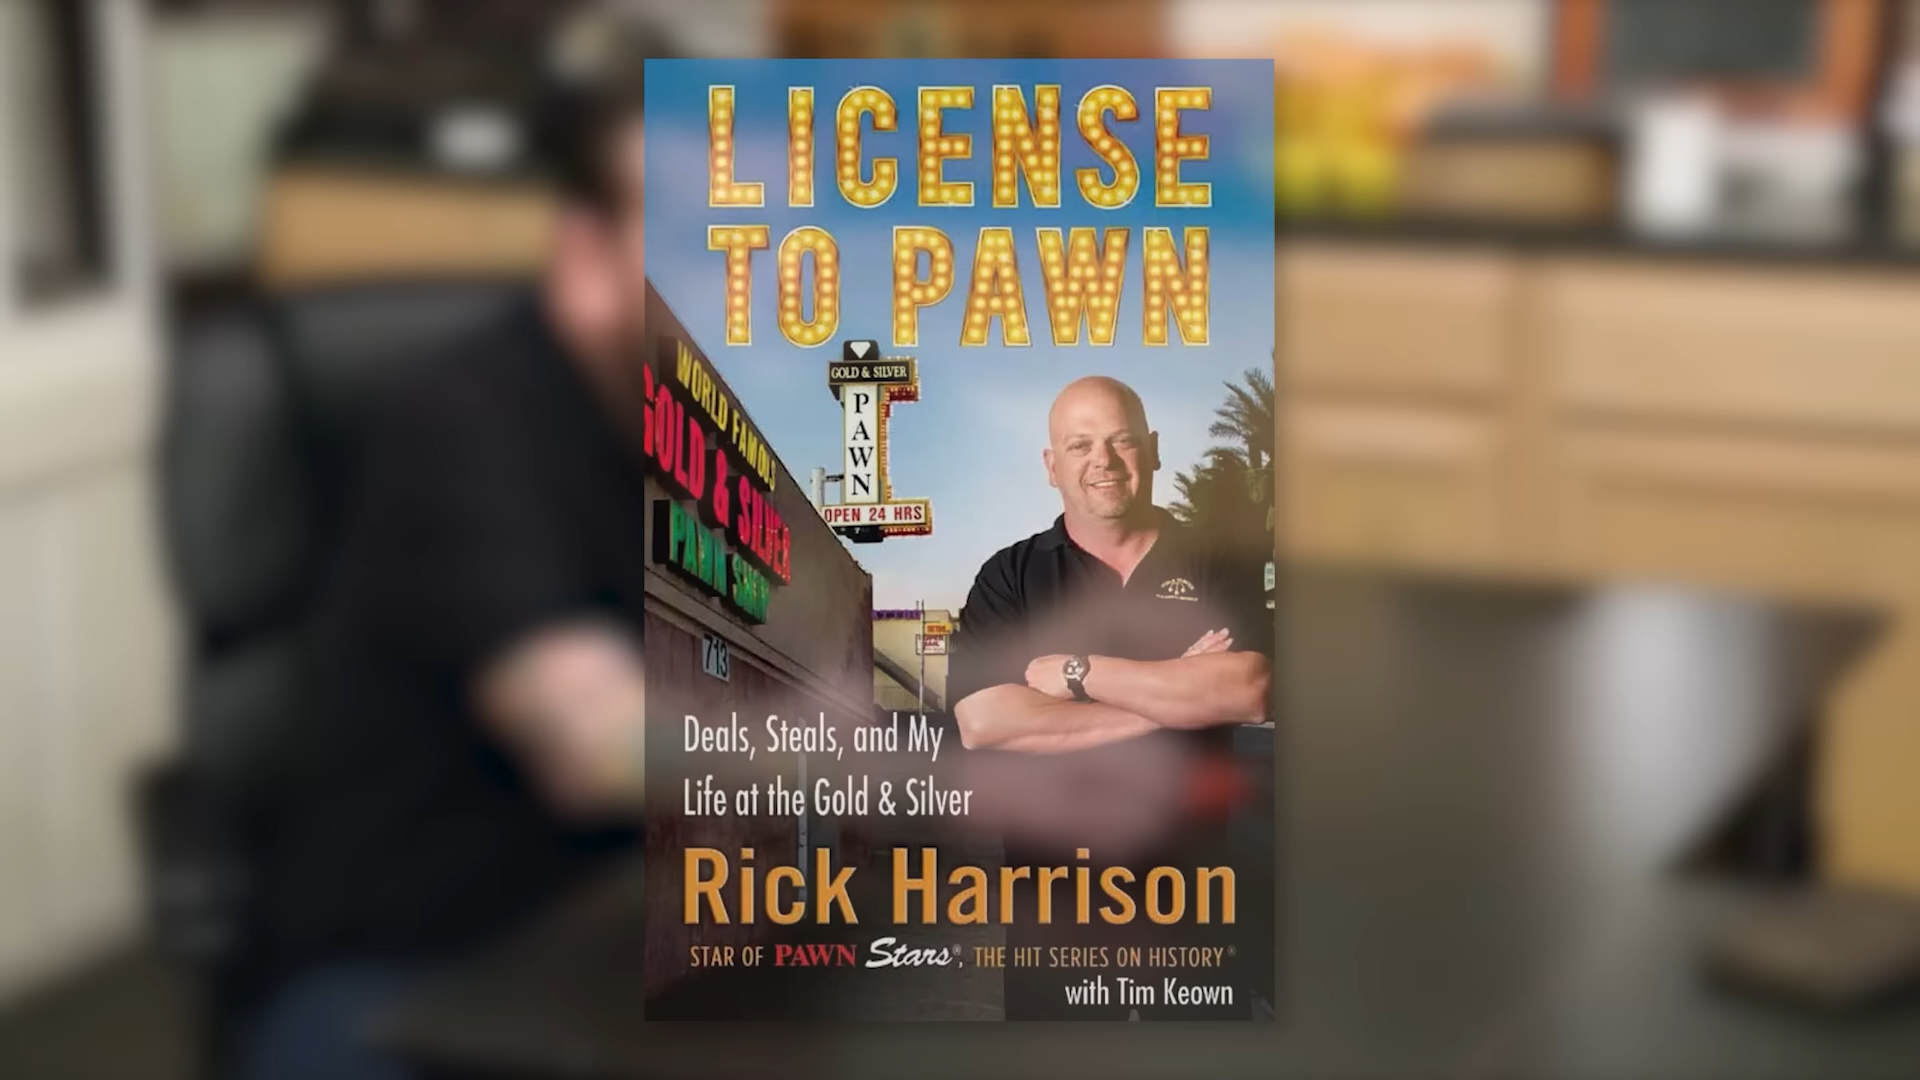 LICENSE
TO PAWN
GOLD & SILVER
PAWN
OPEN 24 HRS
WORLD FAMOUS
GOLD & SILVER
PAWN SHOP
713
Deals, Steals, and My
Life at the Gold & Silver
Rick Harrison
STAR OF PAWN Stars®, THE HIT SERIES ON HISTORY®
with Tim Keown